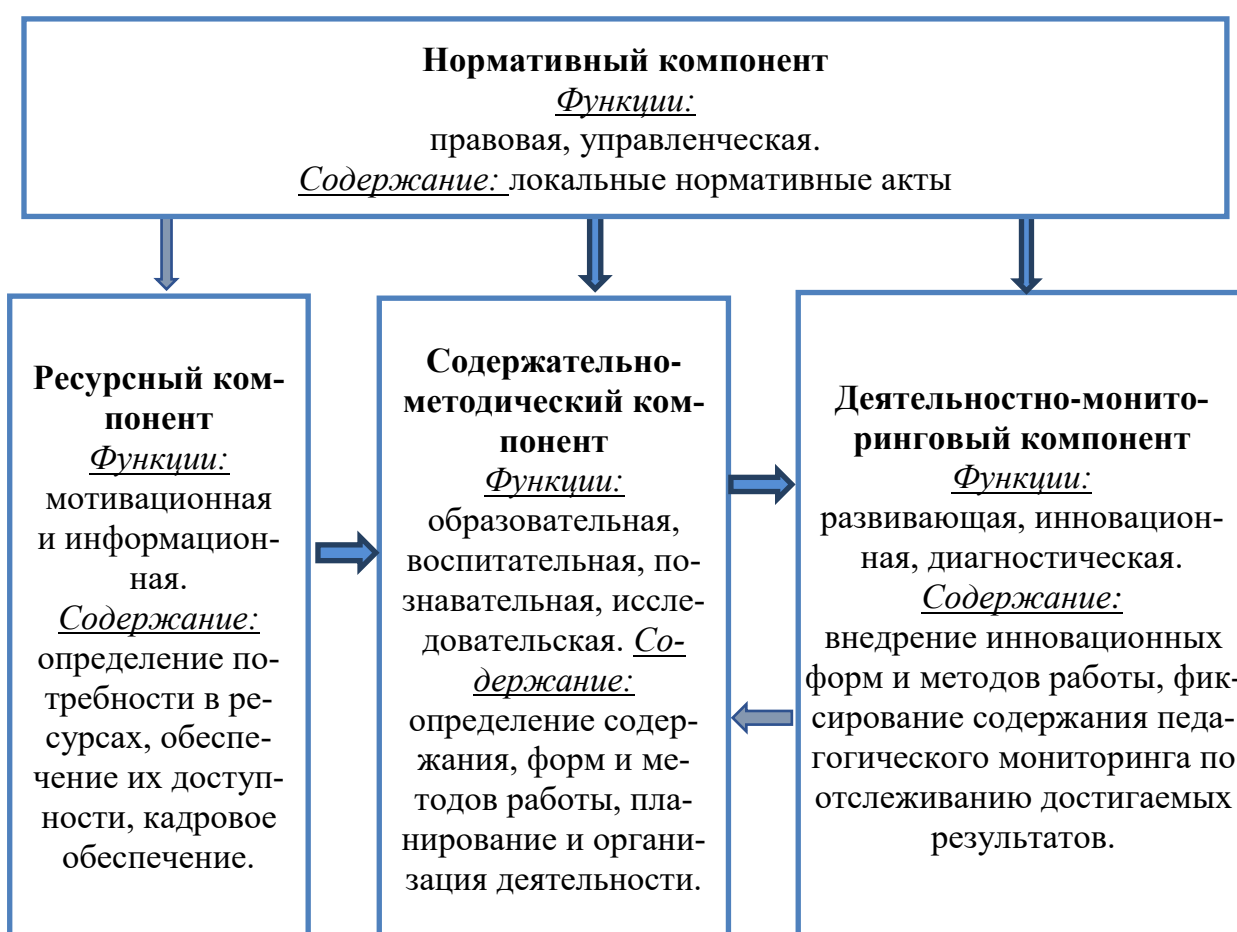 Нормативный компонент
Функции:
правовая, управленческая.
Содержание: локальные нормативные акты
Ресурсный ком-
понент
Функции:
мотивационная
и информацион-
ная.
Содержание:
определение по-
требности в ре-
сурсах, обеспе-
чение их доступ-
ности, кадровое
обеспечение.
Содержательно-
методический ком-
понент
Функции:
образовательная,
воспитательная, по-
знавательная, иссле-
довательская. Со-
держание:
определение содер-
жания, форм и ме-
тодов работы, пла-
нирование и органи-
зация деятельности.
Деятельностно-монито-
ринговый компонент
Функции:
развивающая, инновацион-
ная, диагностическая.
Содержание:
внедрение инновационных
форм и методов работы, фик-
сирование содержания педа-
гогического мониторинга по
отслеживанию достигаемых
результатов.